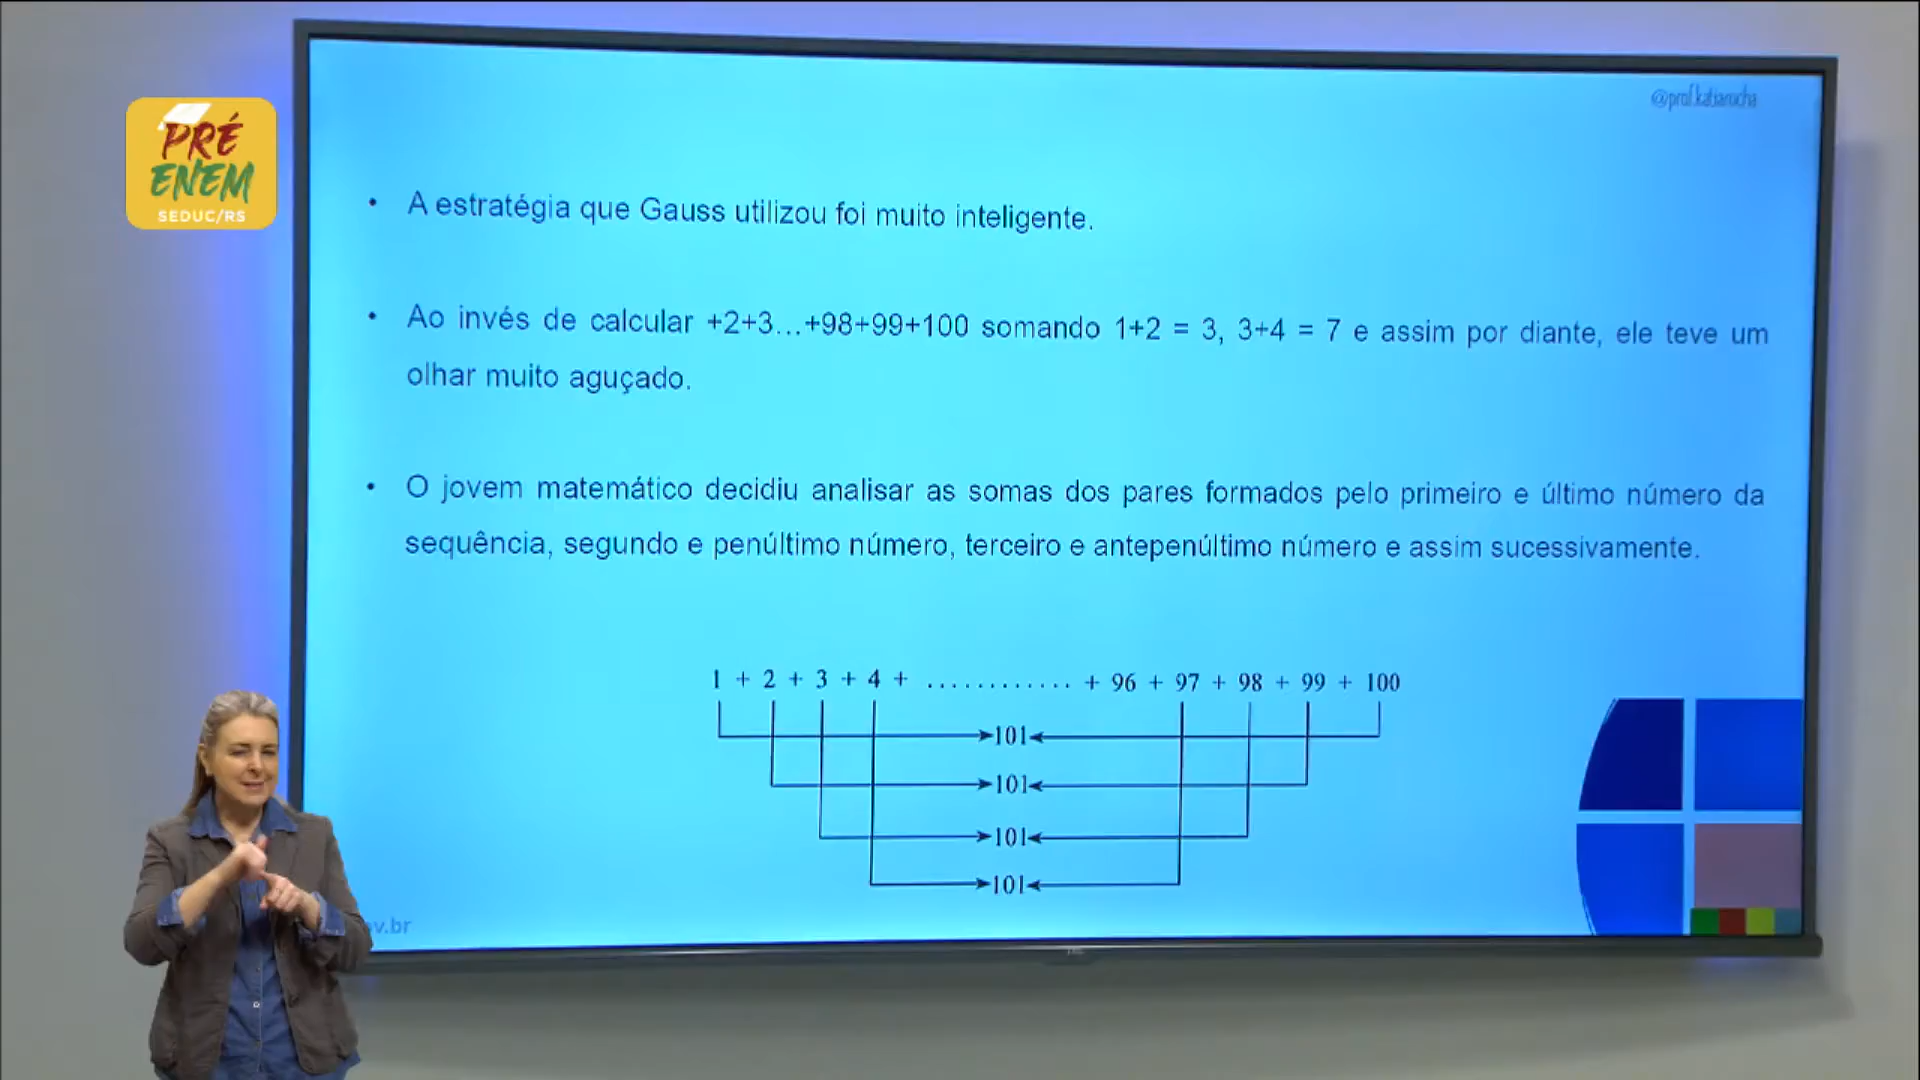 @prof.katiarocha
PRÉ
ENEM
SEDUC/RS
• A estratégia que Gauss utilizou foi muito inteligente.
• Ao invés de calcular +2+3...+98+99+100 somando 1+2 = 3, 3+4 = 7 e assim por diante, ele teve um
olhar muito aguçado.
• O jovem matemático decidiu analisar as somas dos pares formados pelo primeiro e último número da
sequência, segundo e penúltimo número, terceiro e antepenúltimo número e assim sucessivamente.
1 + 2 + 3 + 4 + ............ + 96 + 97 + 98 + 99 + 100
101
101
101
101
ov.br